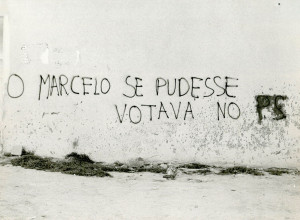 O MARCELO SE PUDESSE
VOTAVA NO PS